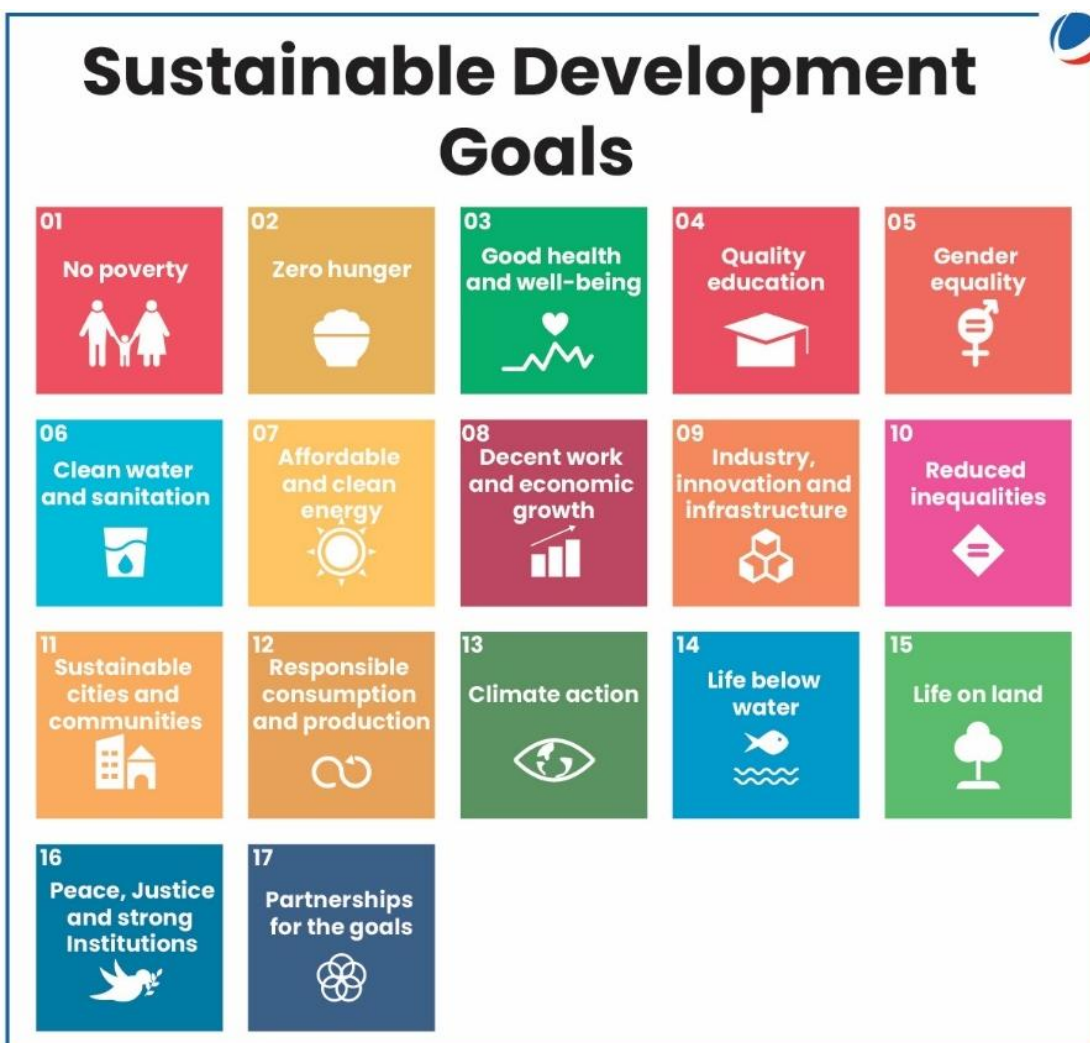 Sustainable Development
Goals
01
No poverty
02
Zero hunger
03
Good health
and well-being
04
Quality
education
05
Gender
equality
06
Clean water
and sanitation
07
Affordable
and clean
energy
08
Decent work
and economic
growth
09
Industry,
innovation and
infrastructure
10
Reduced
inequalities
11
Sustainable
cities and
communities
12
Responsible
consumption
and production
13
Climate action
14
Life below
water
15
Life on land
16
Peace, Justice
and strong
Institutions
17
Partnerships
for the goals